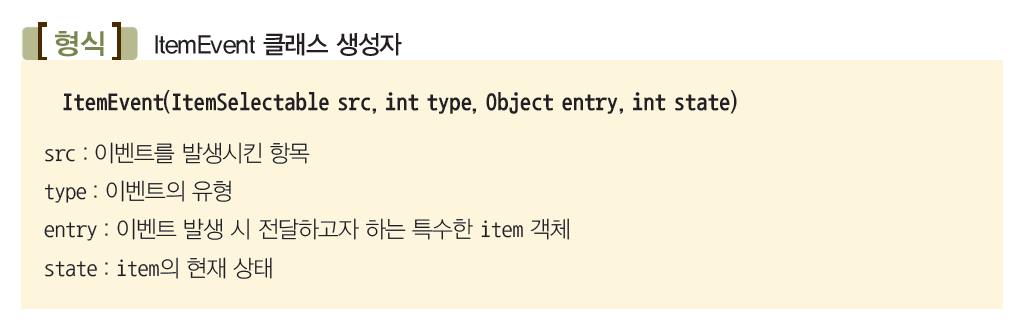 [형식] ItemEvent 클래스 생성자
ItemEvent(ItemSelectable src, int type, Object entry, int state)
src : 이벤트를 발생시킨 항목
type : 이벤트의 유형
entry : 이벤트 발생 시 전달하고자 하는 특수한 item 객체
state : item의 현재 상태